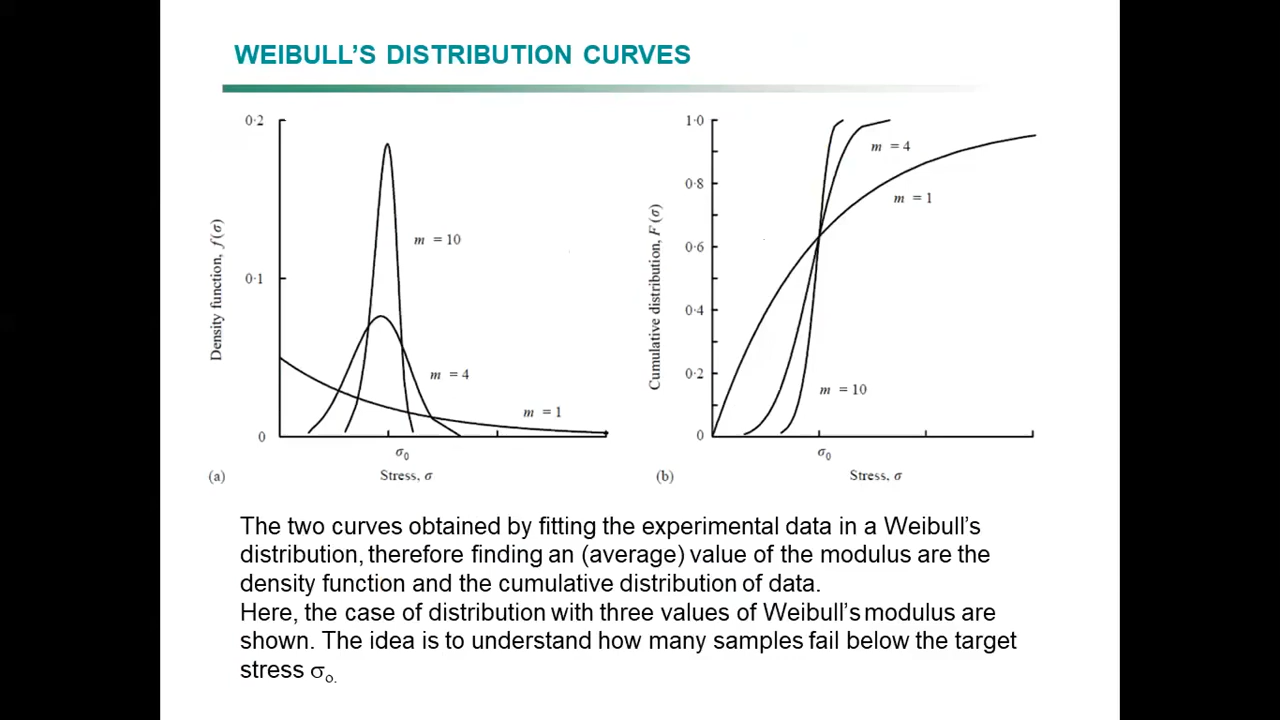 WEIBULL’S DISTRIBUTION CURVES
0·2
0·1
0
Density function, f(σ)
m = 10
m = 4
m = 1
σ0
(a)
Stress, σ
1·0
0·8
0·6
0·4
0·2
0
Cumulative distribution, F(σ)
m = 4
m = 1
m = 10
σ0
(b)
Stress, σ
The two curves obtained by fitting the experimental data in a Weibull’s
distribution, therefore finding an (average) value of the modulus are the
density function and the cumulative distribution of data.
Here, the case of distribution with three values of Weibull’s modulus are
shown. The idea is to understand how many samples fail below the target
stress σo.